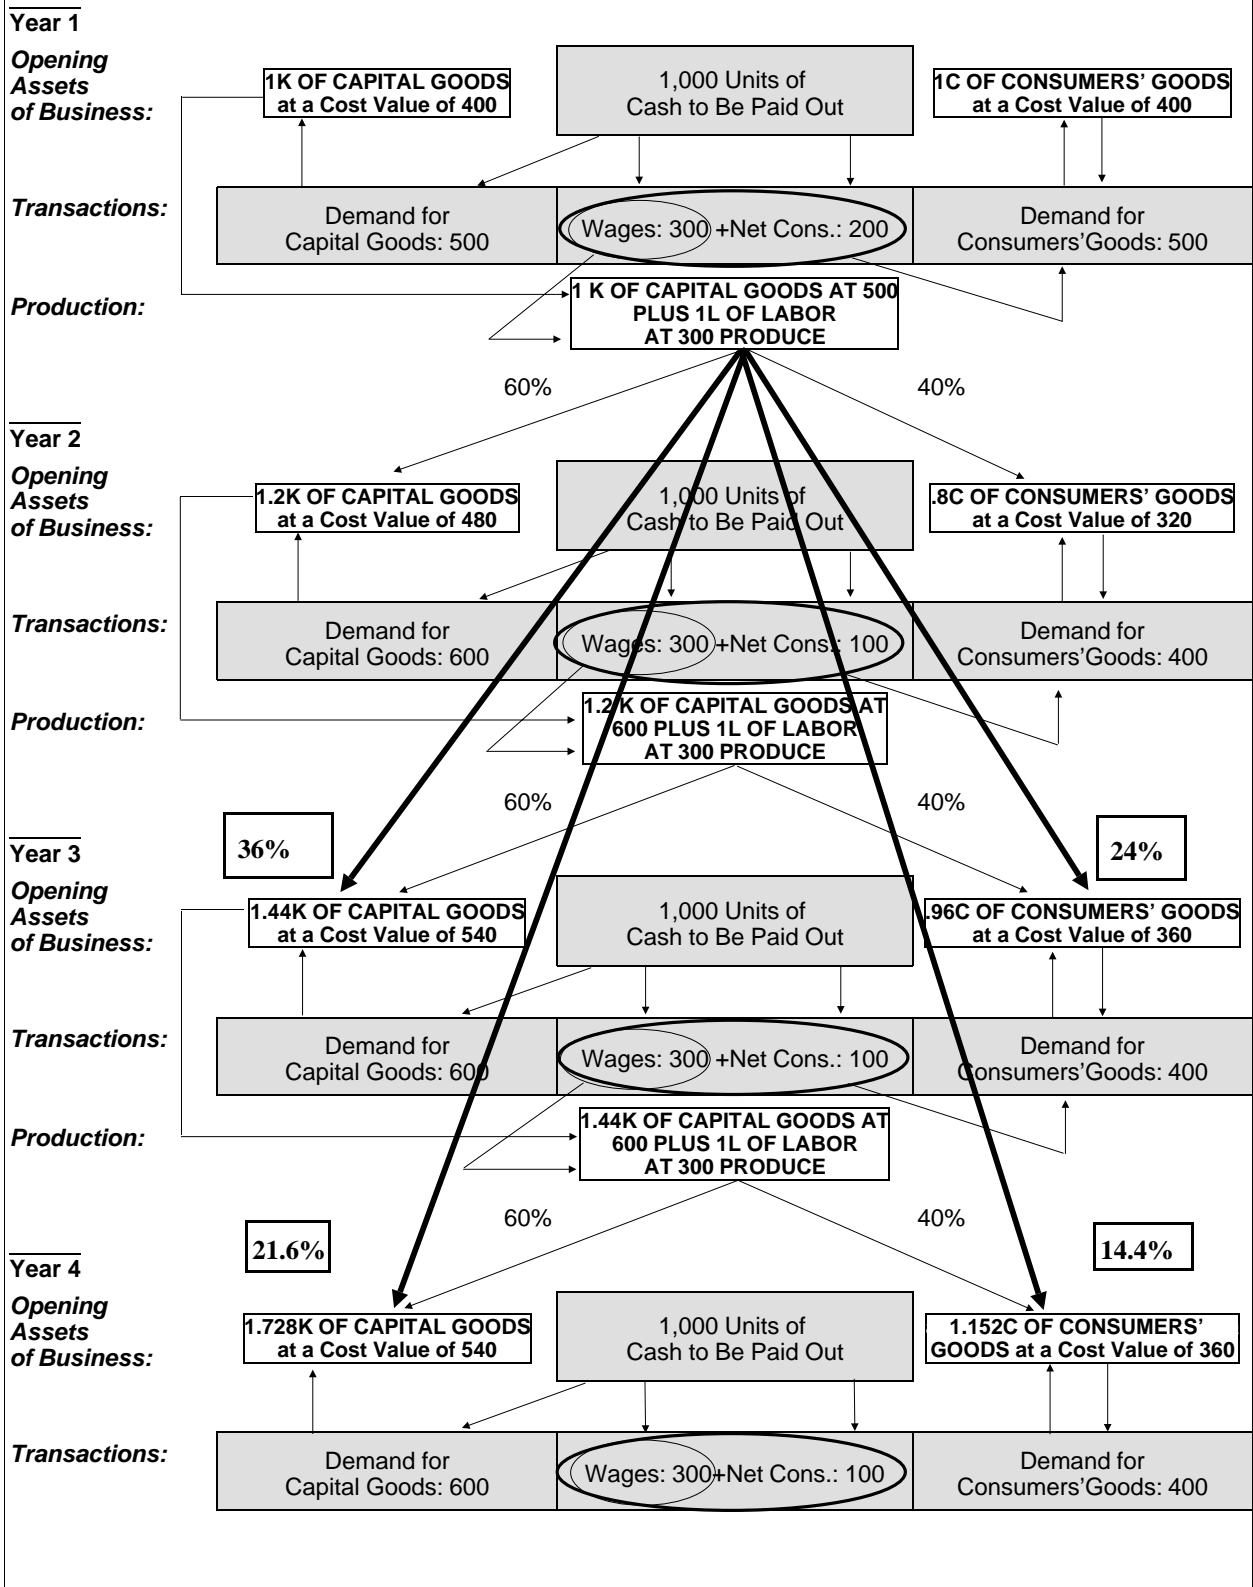 Year 1
Opening
Assets
of Business:
1K OF CAPITAL GOODS
at a Cost Value of 400
1,000 Units of
Cash to Be Paid Out
1C OF CONSUMERS' GOODS
at a Cost Value of 400
Transactions:
Demand for
Capital Goods: 500
Wages: 300 +Net Cons.: 200
Demand for
Consumers'Goods: 500
Production:
1 K OF CAPITAL GOODS AT 500
PLUS 1L OF LABOR
AT 300 PRODUCE
60%
40%
Year 2
Opening
Assets
of Business:
1.2K OF CAPITAL GOODS
at a Cost Value of 480
1,000 Units of
Cash to Be Paid Out
.8C OF CONSUMERS' GOODS
at a Cost Value of 320
Transactions:
Demand for
Capital Goods: 600
Wages: 300 +Net Cons.: 100
Demand for
Consumers'Goods: 400
Production:
1.2 K OF CAPITAL GOODS AT
600 PLUS 1L OF LABOR
AT 300 PRODUCE
60%
40%
36%
24%
Year 3
Opening
Assets
of Business:
1.44K OF CAPITAL GOODS
at a Cost Value of 540
1,000 Units of
Cash to Be Paid Out
.96C OF CONSUMERS' GOODS
at a Cost Value of 360
Transactions:
Demand for
Capital Goods: 600
Wages: 300 +Net Cons.: 100
Demand for
Consumers'Goods: 400
Production:
1.44K OF CAPITAL GOODS AT
600 PLUS 1L OF LABOR
AT 300 PRODUCE
60%
40%
21.6%
14.4%
Year 4
Opening
Assets
of Business:
1.728K OF CAPITAL GOODS
at a Cost Value of 540
1,000 Units of
Cash to Be Paid Out
1.152C OF CONSUMERS'
GOODS at a Cost Value of 360
Transactions:
Demand for
Capital Goods: 600
Wages: 300+Net Cons.: 100
Demand for
Consumers'Goods: 400